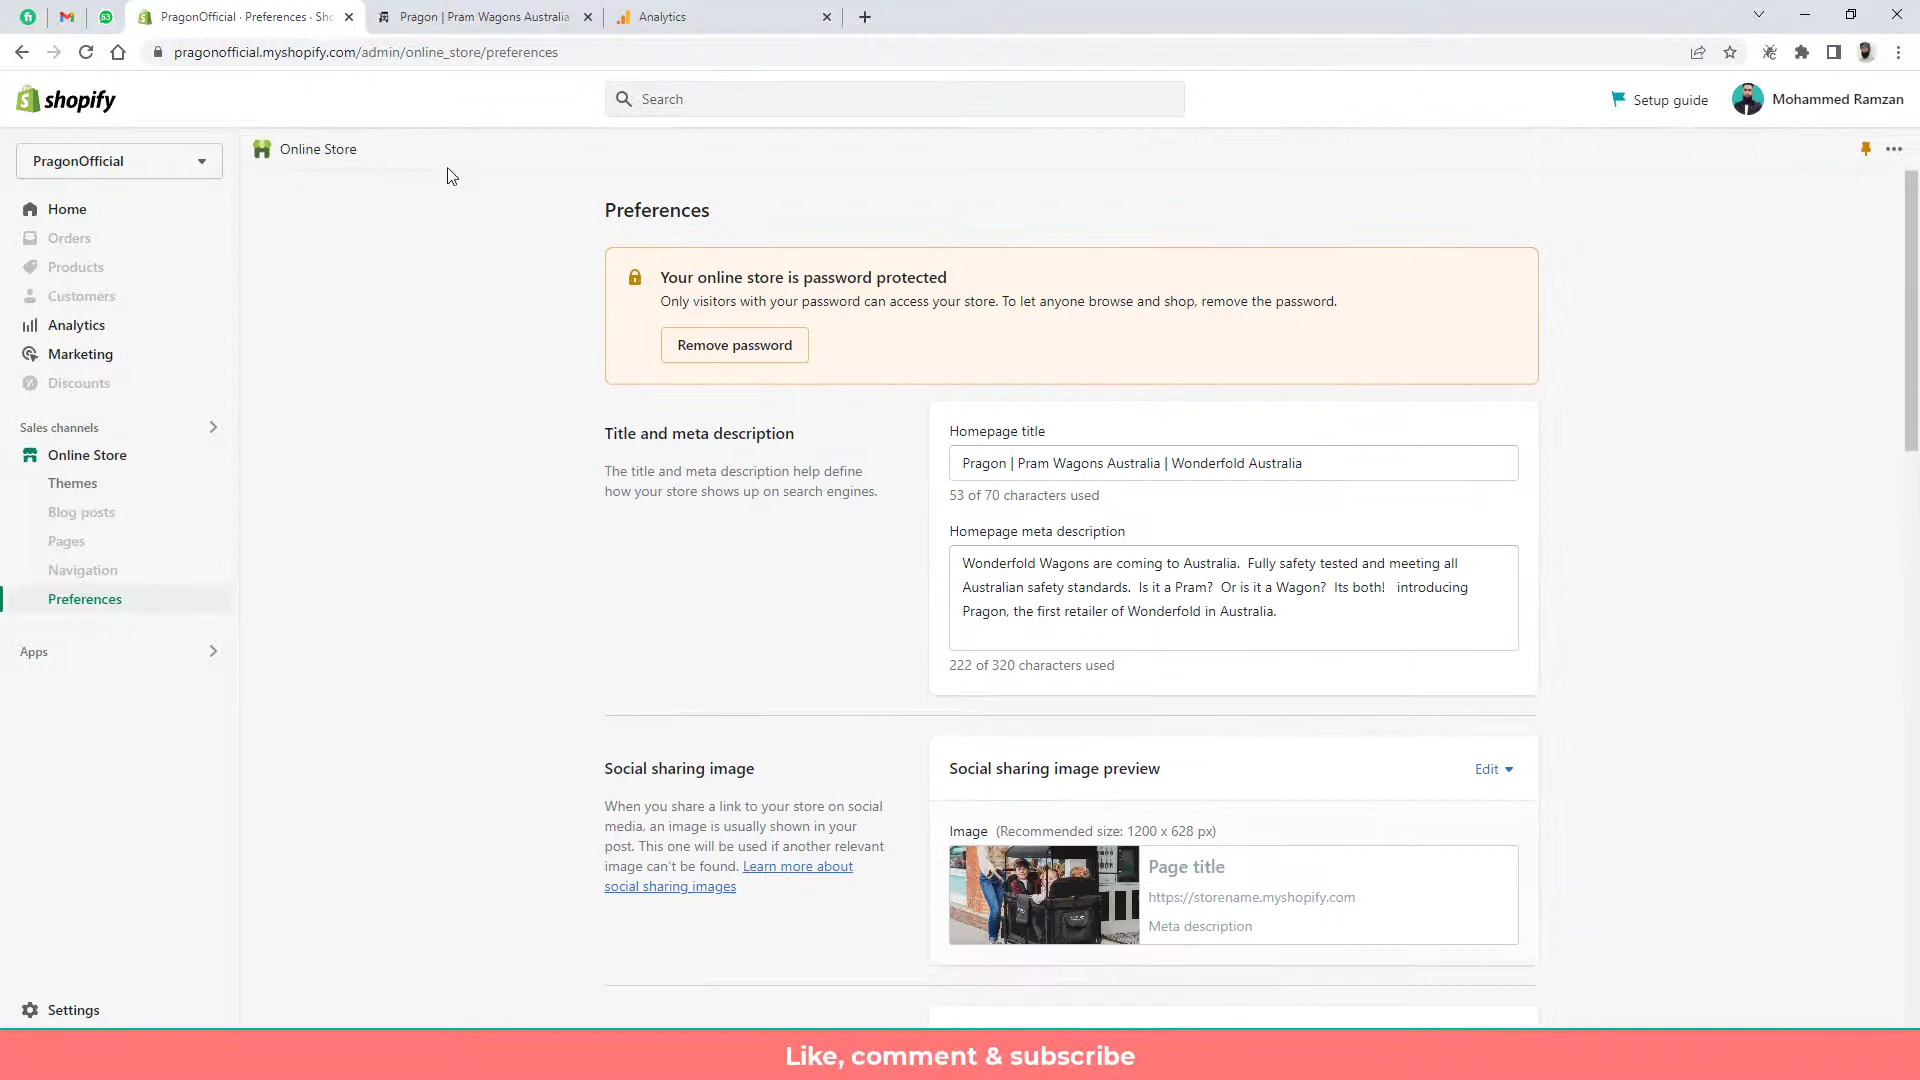 PragonOfficial · Preferences · Sho
Pragon | Pram Wagons Australia
Analytics
pragonofficial.myshopify.com/admin/online_store/preferences
shopify
Search
Setup guide
Mohammed Ramzan
PragonOfficial
Online Store
Home
Orders
Products
Customers
Analytics
Marketing
Discounts
Sales channels
Online Store
Themes
Blog posts
Pages
Navigation
Preferences
Apps
Settings
Preferences
Your online store is password protected
Only visitors with your password can access your store. To let anyone browse and shop, remove the password.
Remove password
Title and meta description
The title and meta description help define
how your store shows up on search engines.
Homepage title
Pragon | Pram Wagons Australia | Wonderfold Australia
53 of 70 characters used
Homepage meta description
Wonderfold Wagons are coming to Australia.  Fully safety tested and meeting all
Australian safety standards.  Is it a Pram?  Or is it a Wagon?  Its both!   introducing
Pragon, the first retailer of Wonderfold in Australia.
222 of 320 characters used
Social sharing image
When you share a link to your store on social
media, an image is usually shown in your
post. This one will be used if another relevant
image can't be found. Learn more about
social sharing images
Social sharing image preview
Edit
Image (Recommended size: 1200 x 628 px)
Page title
https://storename.myshopify.com
Meta description
Like, comment & subscribe